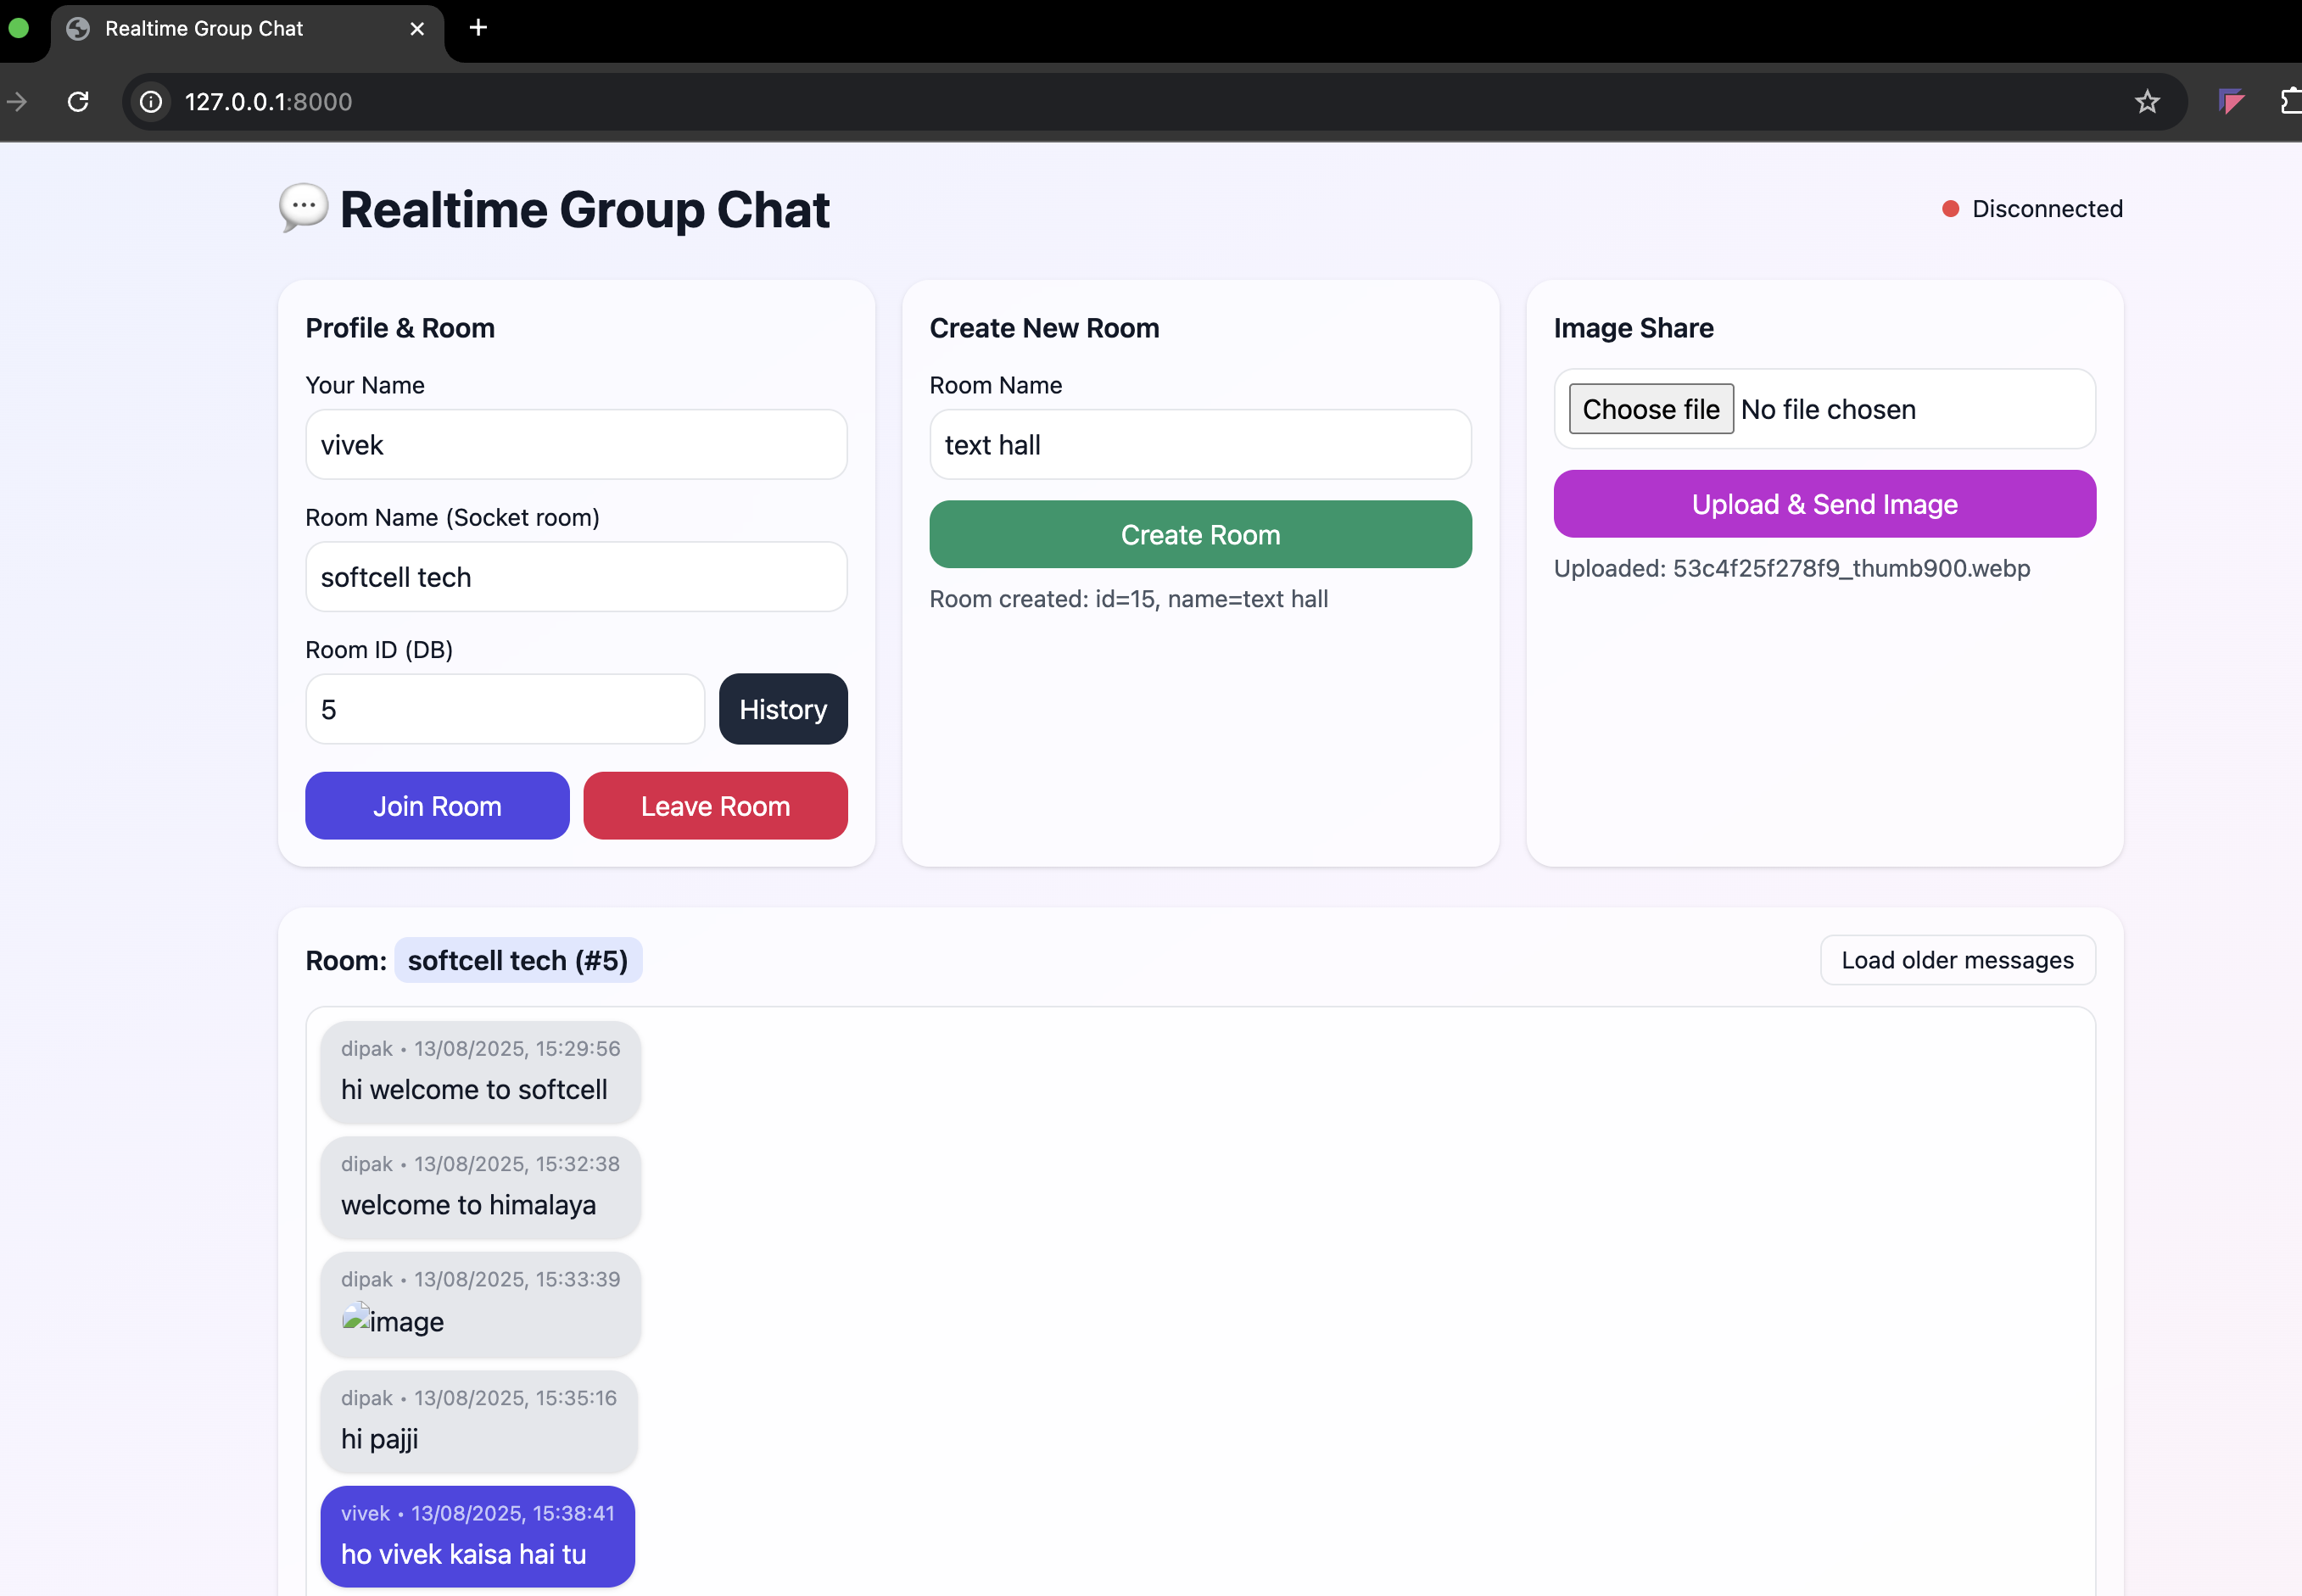 Realtime Group Chat
127.0.0.1:8000
💬 Realtime Group Chat
Disconnected
Profile & Room
Your Name
vivek
Room Name (Socket room)
softcell tech
Room ID (DB)
5
History
Join Room
Leave Room
Create New Room
Room Name
text hall
Create Room
Room created: id=15, name=text hall
Image Share
Choose file No file chosen
Upload & Send Image
Uploaded: 53c4f25f278f9_thumb900.webp
Room: softcell tech (#5)
Load older messages
dipak • 13/08/2025, 15:29:56
hi welcome to softcell
dipak • 13/08/2025, 15:32:38
welcome to himalaya
dipak • 13/08/2025, 15:33:39
image
dipak • 13/08/2025, 15:35:16
hi pajji
vivek • 13/08/2025, 15:38:41
ho vivek kaisa hai tu